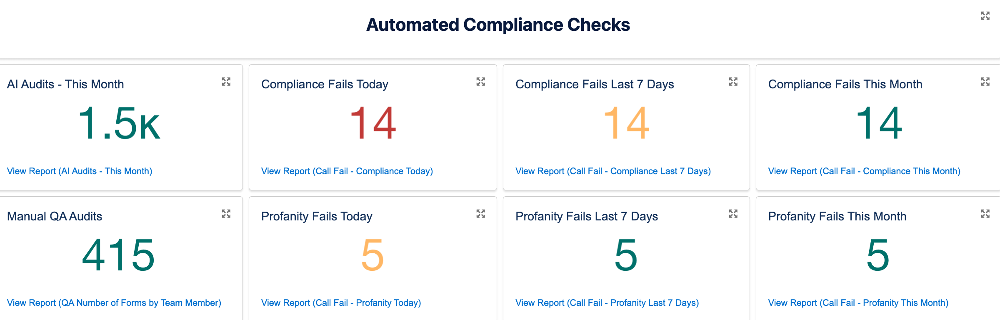 Automated Compliance Checks
AI Audits - This Month
1.5K
View Report (AI Audits - This Month)
Compliance Fails Today
14
View Report (Call Fail - Compliance Today)
Compliance Fails Last 7 Days
14
View Report (Call Fail - Compliance Last 7 Days)
Compliance Fails This Month
14
View Report (Call Fail - Compliance This Month)
Manual QA Audits
415
View Report (QA Number of Forms by Team Member)
Profanity Fails Today
5
View Report (Call Fail - Profanity Today)
Profanity Fails Last 7 Days
5
View Report (Call Fail - Profanity Last 7 Days)
Profanity Fails This Month
5
View Report (Call Fail - Profanity This Month)